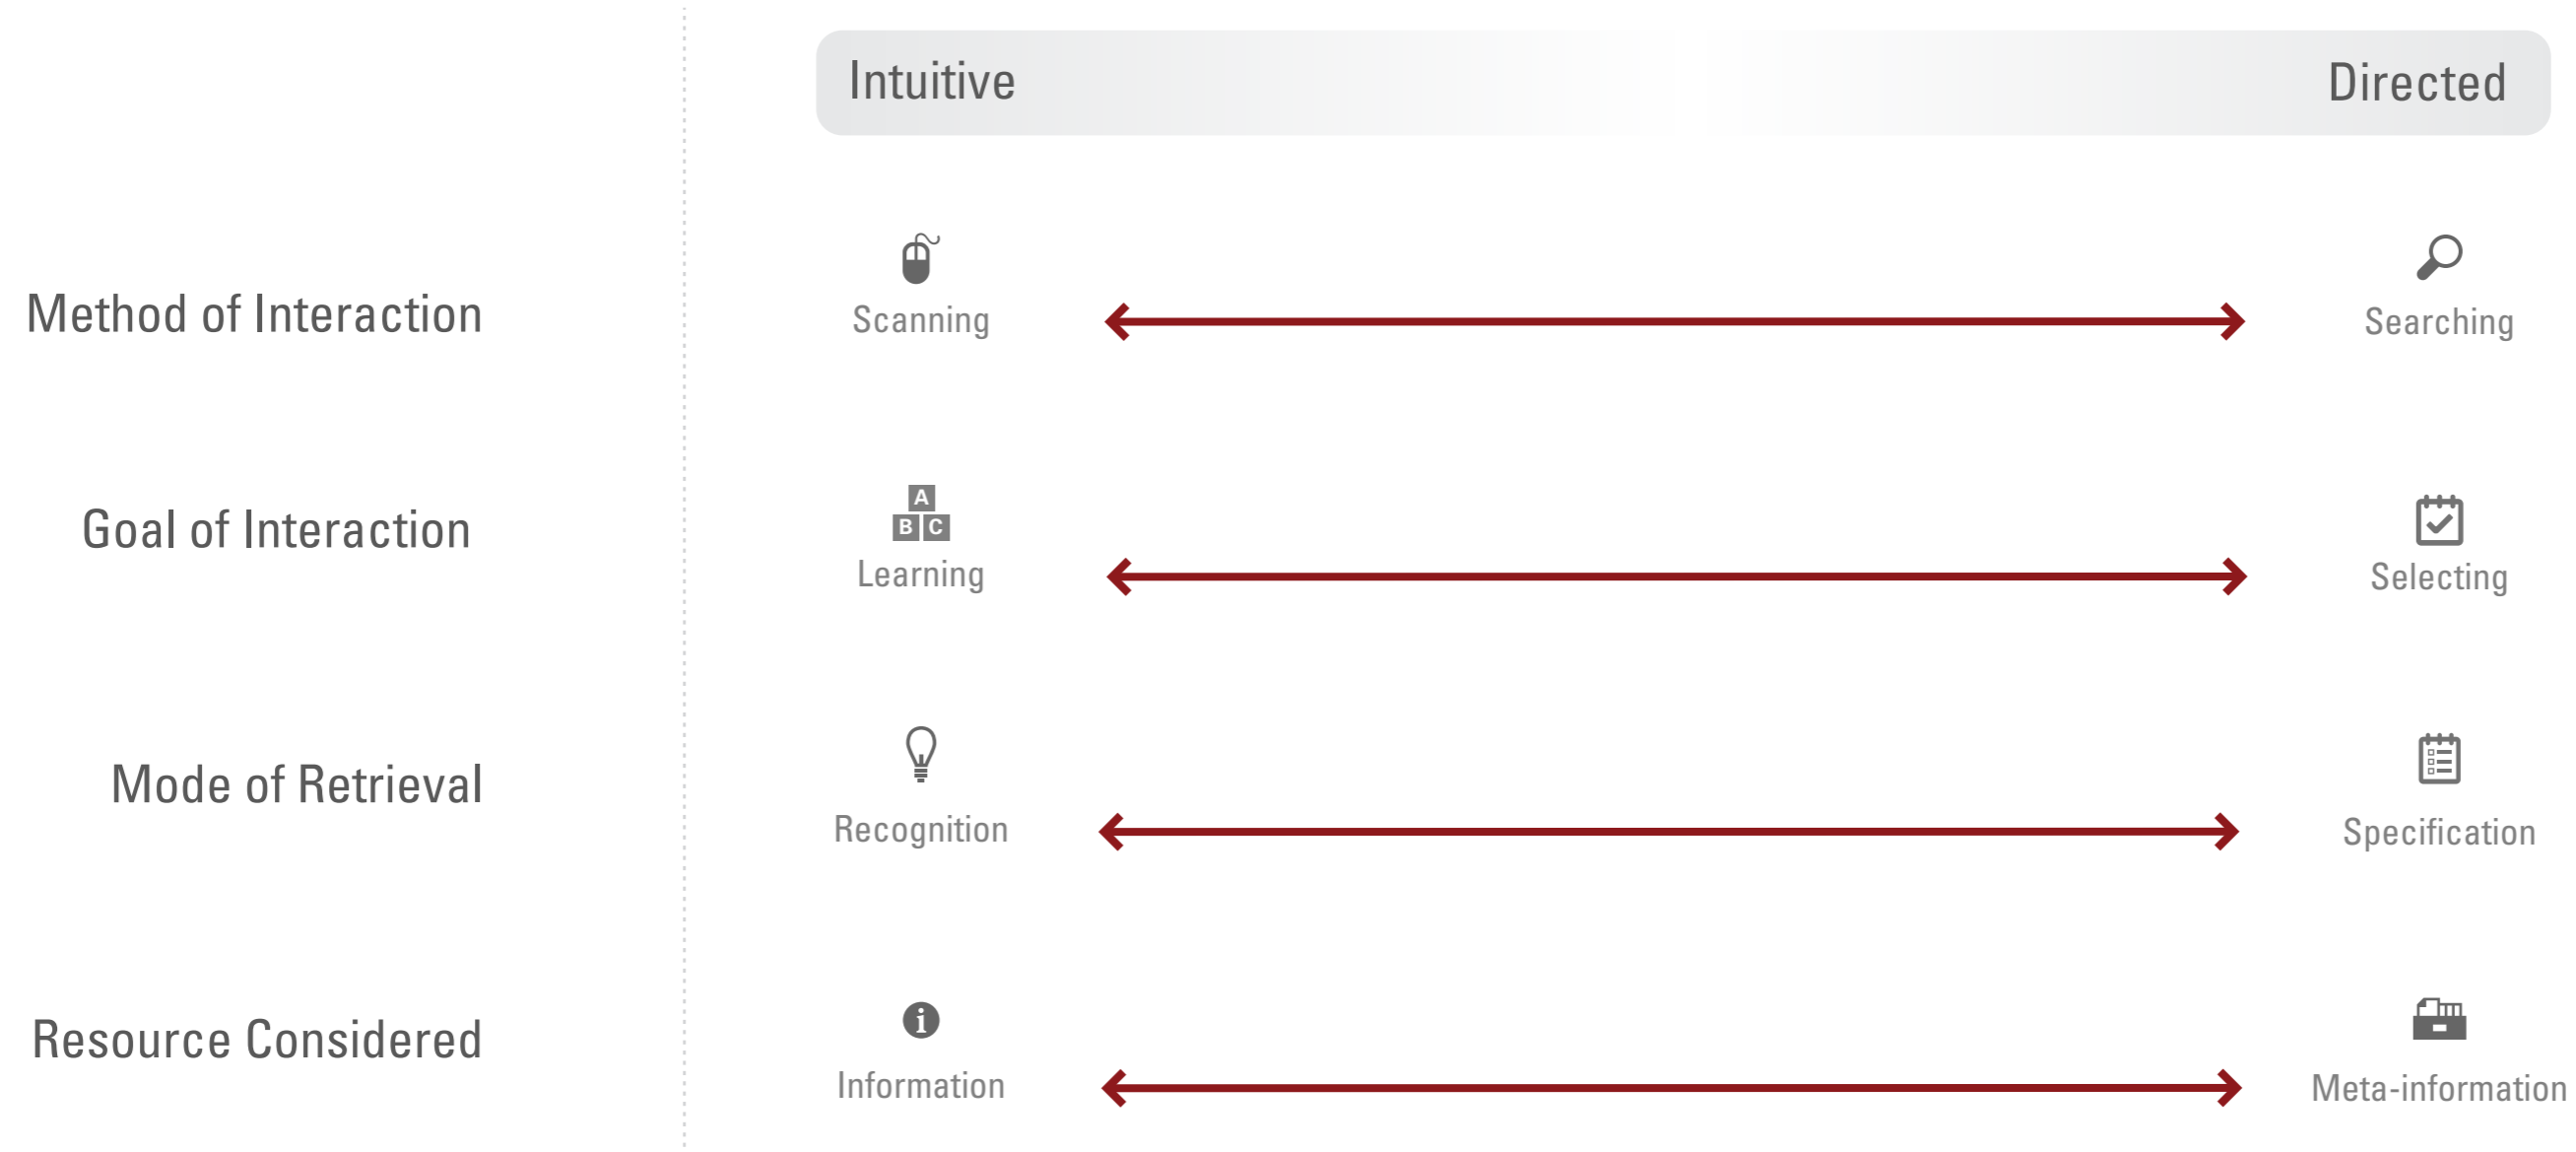 Intuitive Directed
Method of Interaction
Scanning Searching
Goal of Interaction
A
B C
Learning Selecting
Mode of Retrieval
Recognition Specification
Resource Considered
i
Information Meta-information